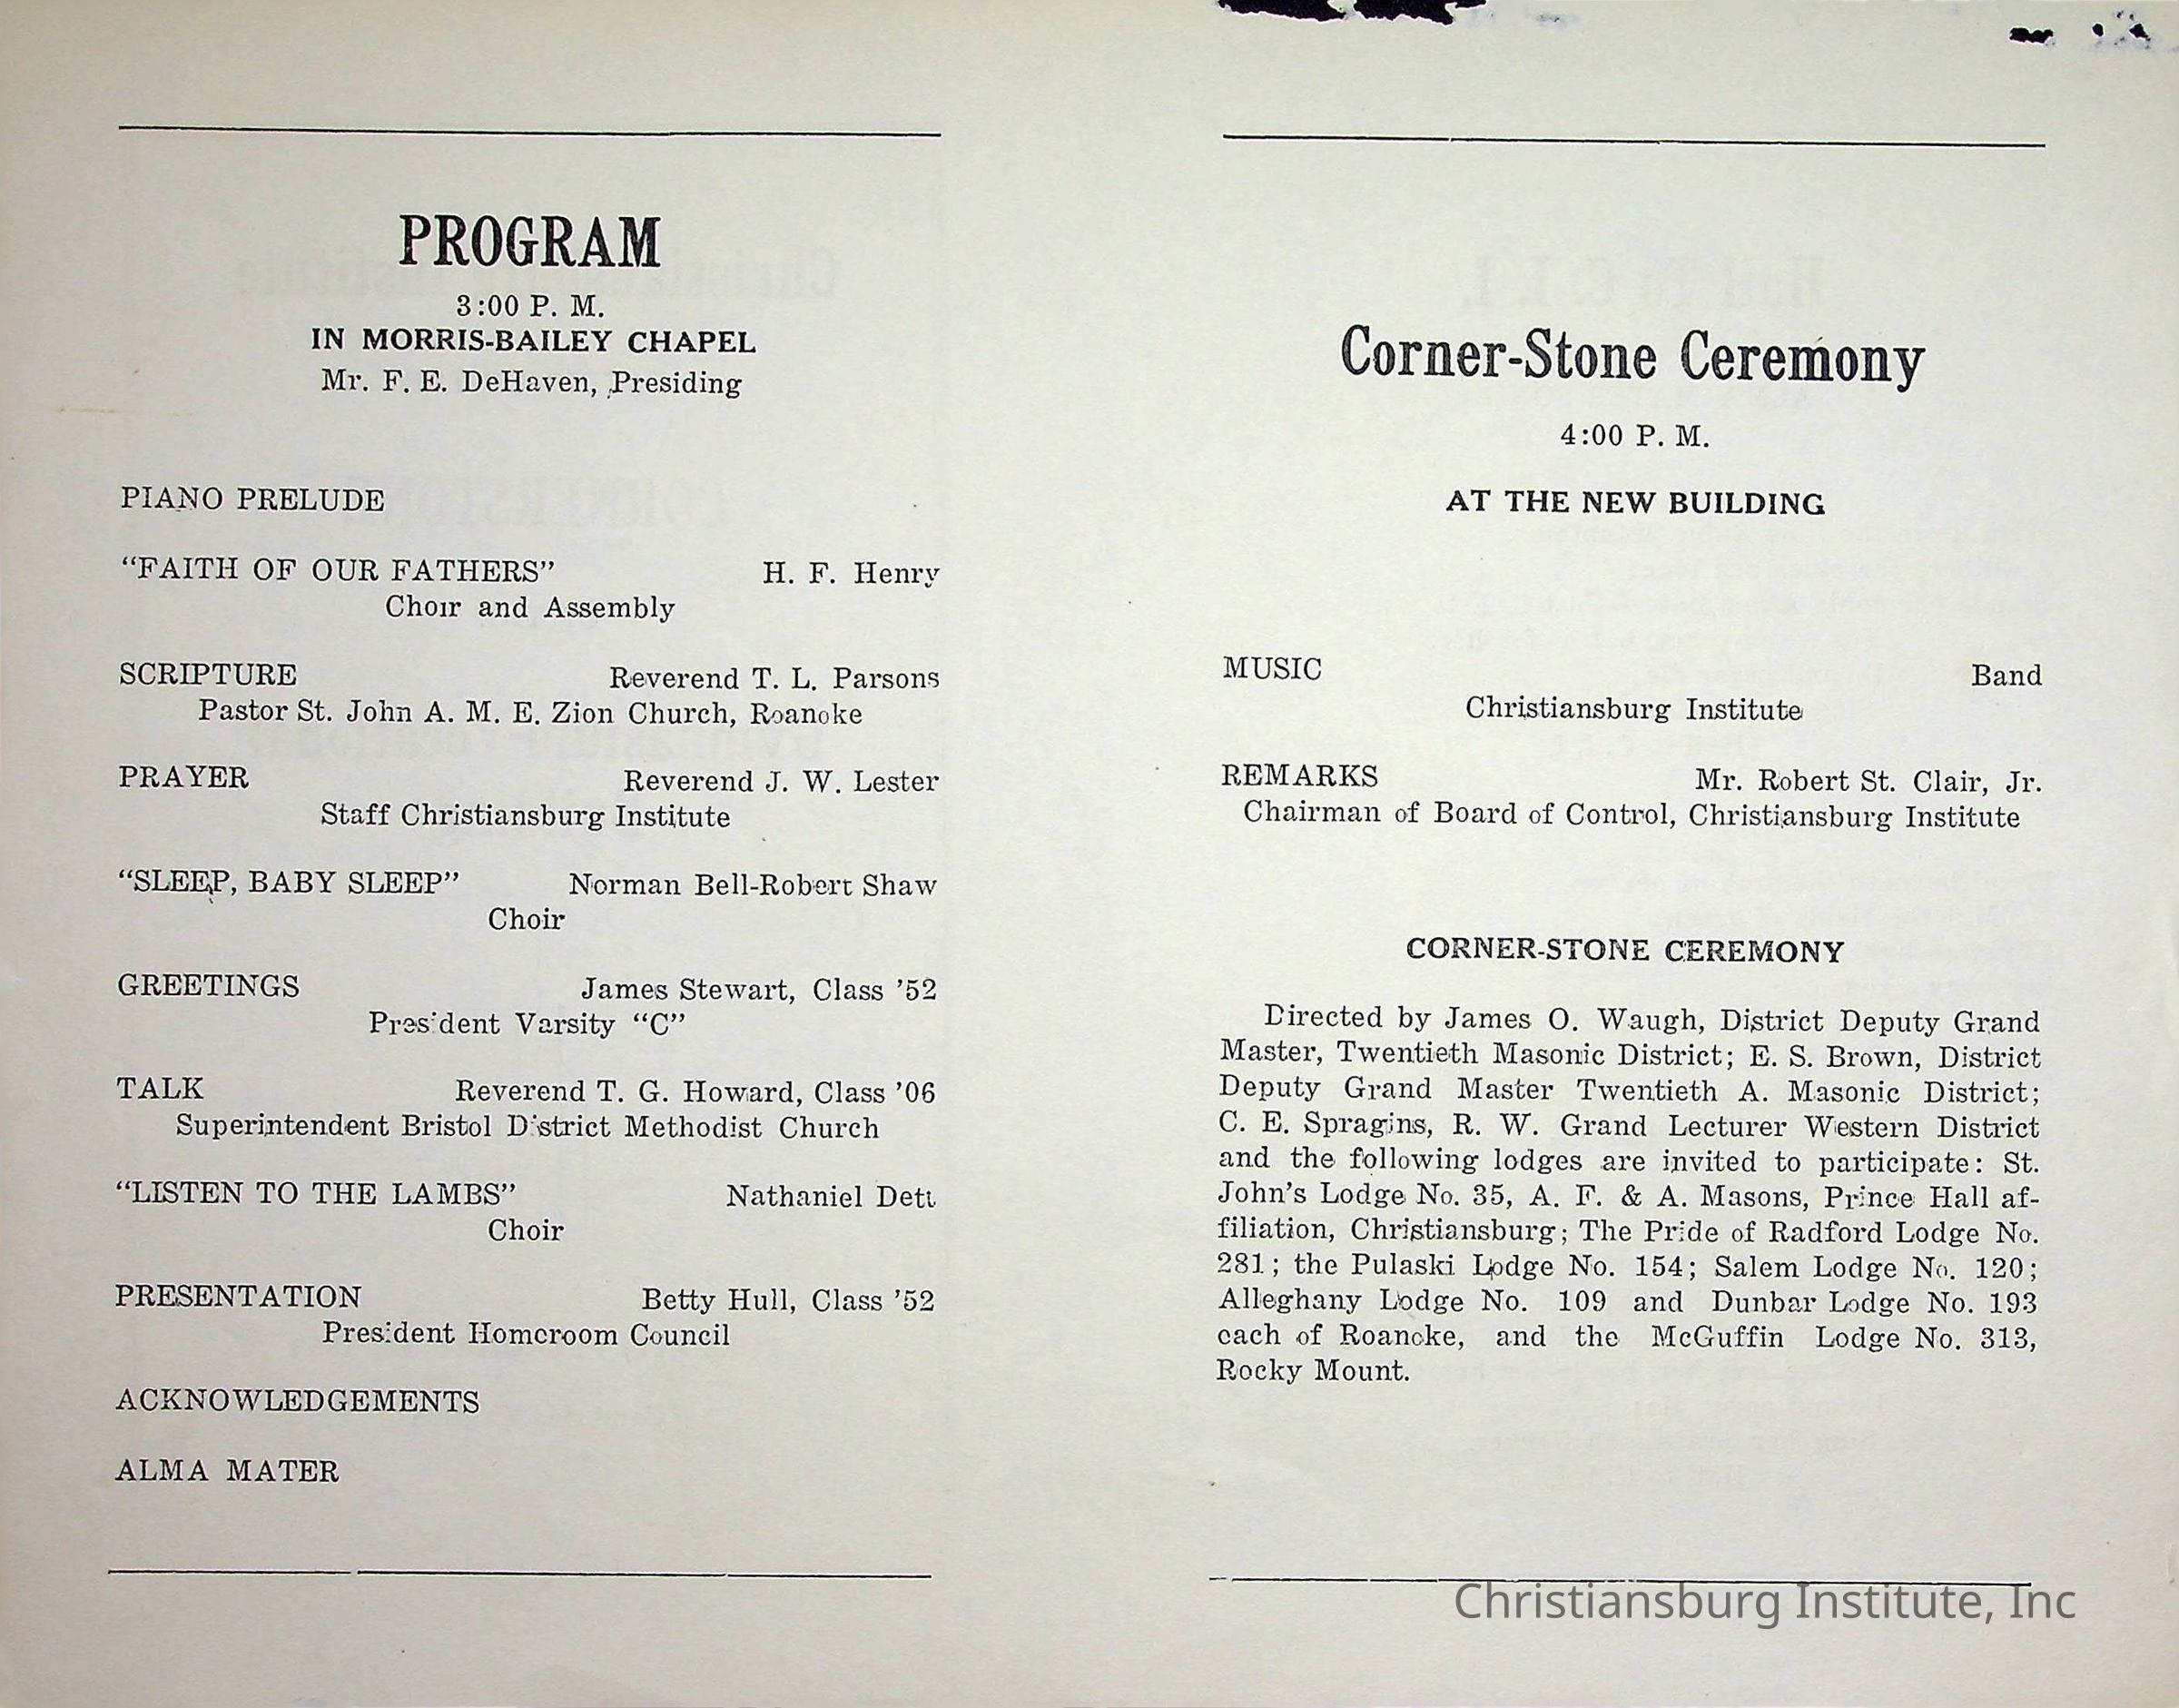 PROGRAM
3:00 P. M.
IN MORRIS-BAILEY CHAPEL
Mr. F. E. DeHaven, Presiding
PIANO PRELUDE
“FAITH OF OUR FATHERS” H. F. Henry
Choir and Assembly
SCRIPTURE Reverend T. L. Parsons
Pastor St. John A. M. E. Zion Church, Roanoke
PRAYER Reverend J. W. Lester
Staff Christiansburg Institute
“SLEEP, BABY SLEEP” Norman Bell-Robert Shaw
Choir
GREETINGS James Stewart, Class ’52
President Varsity “C”
TALK Reverend T. G. Howard, Class ’06
Superintendent Bristol District Methodist Church
“LISTEN TO THE LAMBS” Nathaniel Dett
Choir
PRESENTATION Betty Hull, Class ’52
President Homeroom Council
ACKNOWLEDGEMENTS
ALMA MATER
Corner-Stone Ceremony
4:00 P. M.
AT THE NEW BUILDING
MUSIC Band
Christiansburg Institute
REMARKS Mr. Robert St. Clair, Jr.
Chairman of Board of Control, Christiansburg Institute
CORNER-STONE CEREMONY
Directed by James O. Waugh, District Deputy Grand
Master, Twentieth Masonic District; E. S. Brown, District
Deputy Grand Master Twentieth A. Masonic District;
C. E. Spragins, R. W. Grand Lecturer Western District
and the following lodges are invited to participate: St.
John’s Lodge No. 35, A. F. & A. Masons, Prince Hall af-
filiation, Christiansburg; The Pride of Radford Lodge No.
281; the Pulaski Lodge No. 154; Salem Lodge No. 120;
Alleghany Lodge No. 109 and Dunbar Lodge No. 193
each of Roanoke, and the McGuffin Lodge No. 313,
Rocky Mount.
Christiansburg Institute, Inc